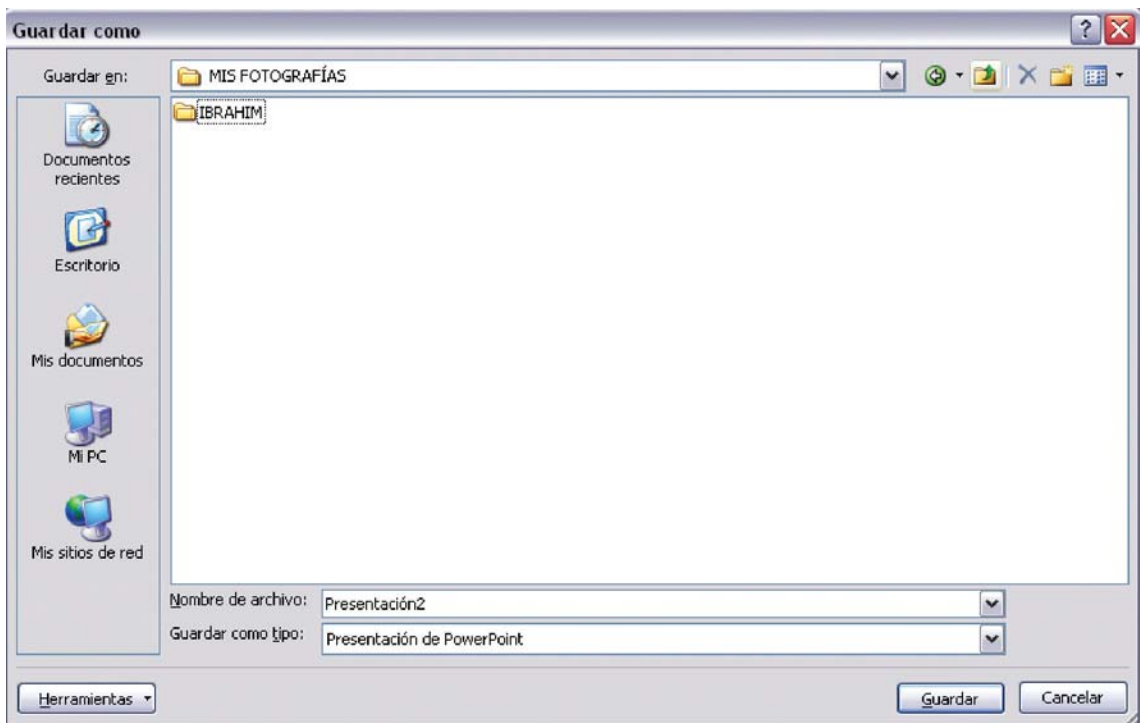 Guardar como
Guardar en: MIS FOTOGRAFÍAS
IBRAHIM
Documentos
recientes
Escritorio
Mis documentos
Mi PC
Mis sitios de red
Nombre de archivo: Presentación2
Guardar como tipo: Presentación de PowerPoint
Herramientas Guardar Cancelar